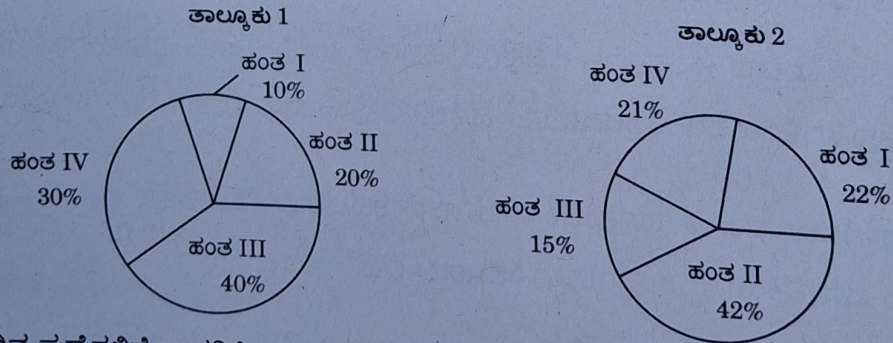 ತಾಲ್ಲೂಕು 1
ಹಂತ I
10%
ಹಂತ II
20%
ಹಂತ III
40%
ಹಂತ IV
30%
ತಾಲ್ಲೂಕು 2
ಹಂತ IV
21%
ಹಂತ I
22%
ಹಂತ III
15%
ಹಂತ II
42%